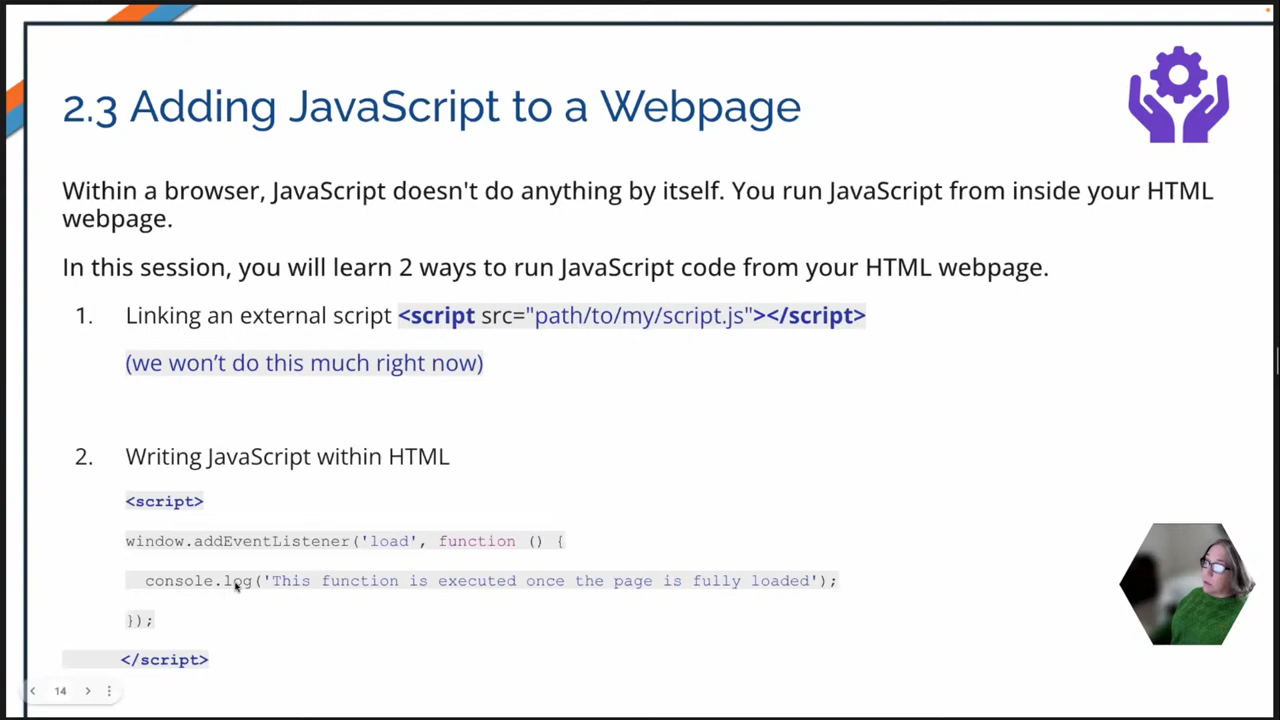 2.3 Adding JavaScript to a Webpage
Within a browser, JavaScript doesn't do anything by itself. You run JavaScript from inside your HTML
webpage.
In this session, you will learn 2 ways to run JavaScript code from your HTML webpage.
1. Linking an external script <script src="path/to/my/script.js"></script>
(we won’t do this much right now)
2. Writing JavaScript within HTML
<script>
window.addEventListener('load', function () {
console.log('This function is executed once the page is fully loaded');
});
</script>
14